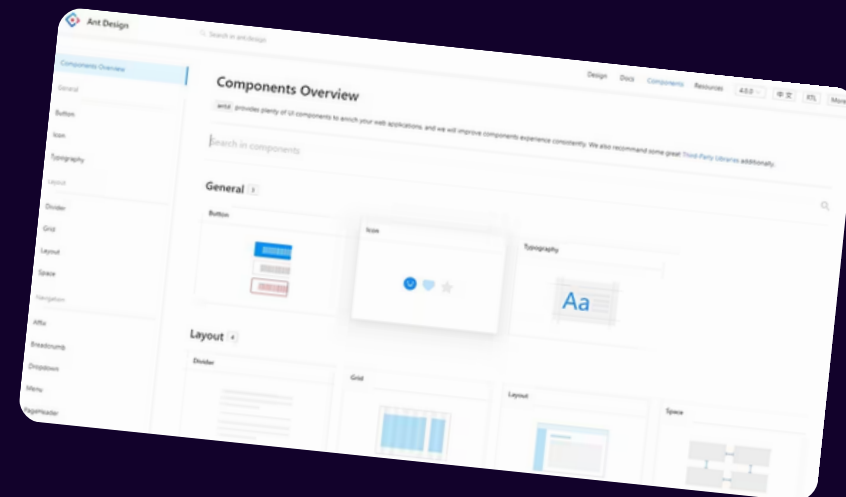 Ant Design
Search in ant.design
Design Docs Components Resources 4.0.0 中 文 RTL More
Components Overview
General
Button
Icon
Typography
Layout
Divider
Grid
Layout
Space
Navigation
Affix
Breadcrumb
Dropdown
Menu
PageHeader
Components Overview
antd provides plenty of UI components to enrich your web applications, and we will improve components experience consistently. We also recommend some great Third-Party Libraries additionally.
Search in components
General 3
Button
Icon
Typography
Aa
Layout 4
Divider
Grid
Layout
Space